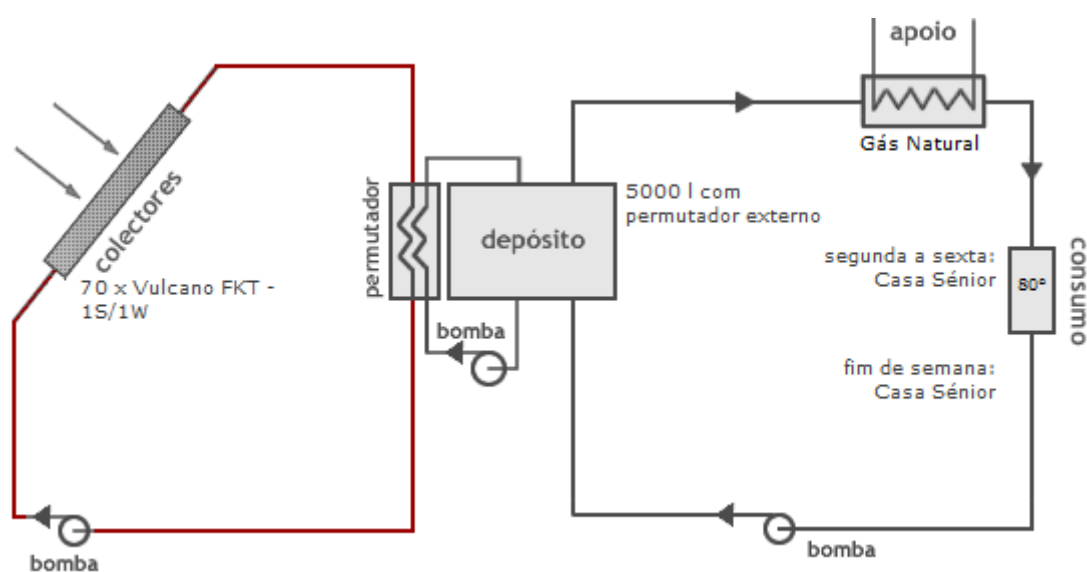 apoio
Gás Natural
colectores
70 x Vulcano FKT -
1S/1W
permutador
depósito
5000 l com
permutador externo
bomba
segunda a sexta:
Casa Sénior
80°
consumo
fim de semana:
Casa Sénior
bomba
bomba